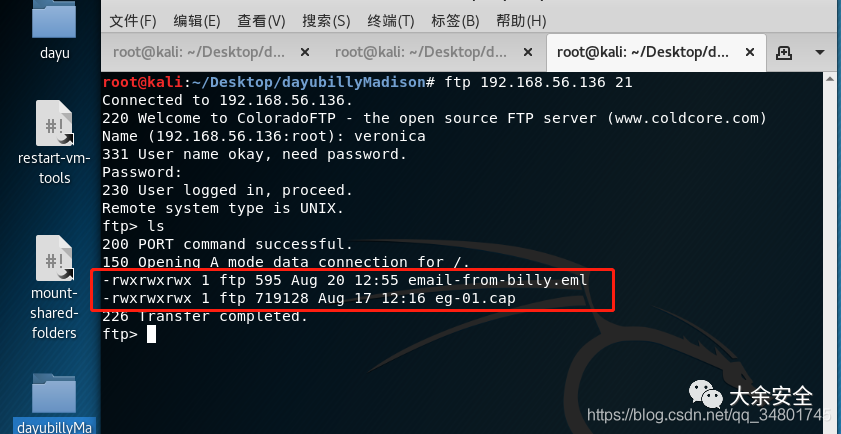 文件(F) 编辑(E) 查看(V) 搜索(S) 终端(T) 标签(B) 帮助(H)
root@kali: ~/Desktop/d... × root@kali: ~/Desktop/d... × root@kali: ~/Desktop/d... ×
root@kali:~/Desktop/dayubillyMadison# ftp 192.168.56.136 21
Connected to 192.168.56.136.
220 Welcome to ColoradoFTP - the open source FTP server (www.coldcore.com)
Name (192.168.56.136:root): veronica
331 User name okay, need password.
Password:
230 User logged in, proceed.
Remote system type is UNIX.
ftp> ls
200 PORT command successful.
150 Opening A mode data connection for /.
-rwxrwxrwx 1 ftp 595 Aug 20 12:55 email-from-billy.eml
-rwxrwxrwx 1 ftp 719128 Aug 17 12:16 eg-01.cap
226 Transfer completed.
ftp>
dayu
#!
restart-vm-
tools
#!
mount-
shared-
folders
dayubillyMa
大余安全
https://blog.csdn.net/qq_34801745